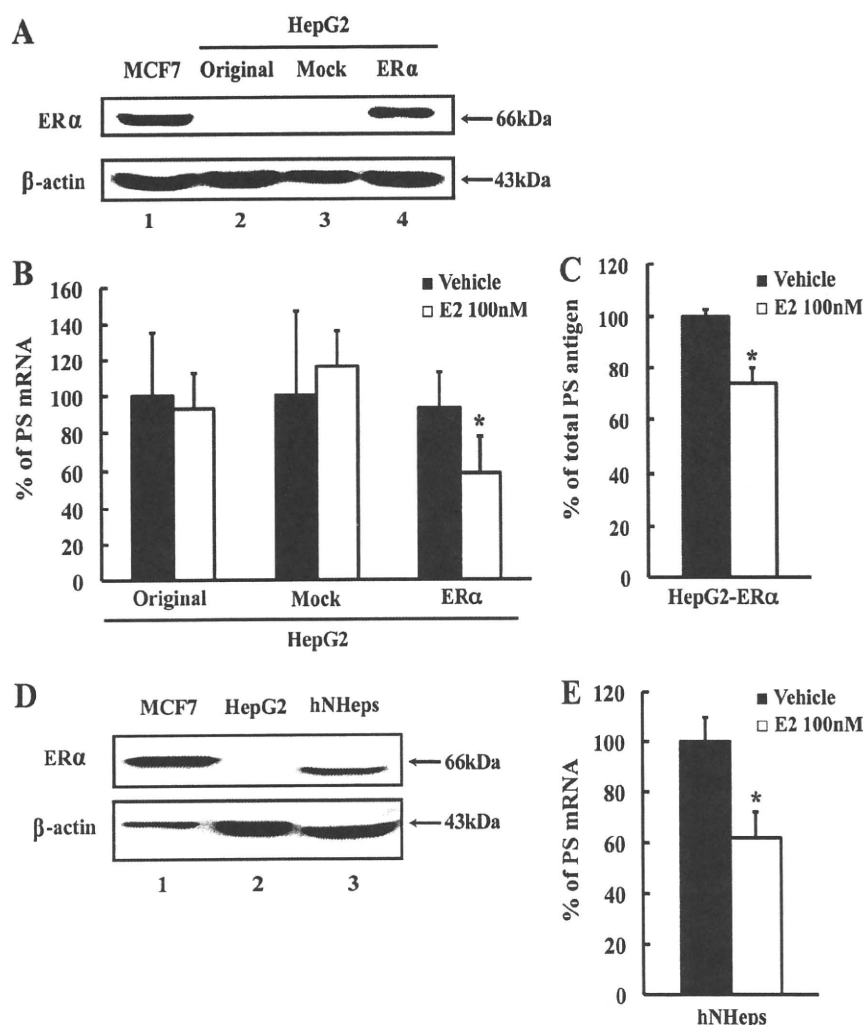 A
HepG2
MCF7 Original Mock ERα
ERα
66kDa
β-actin
43kDa
1 2 3 4
B
% of PS mRNA
160
140
120
100
80
60
40
20
0
Vehicle
E2 100nM
*
Original Mock ERα
HepG2
C
% of total PS antigen
120
100
80
60
40
20
0
Vehicle
E2 100nM
*
HepG2-ERα
D
MCF7 HepG2 hNHeps
ERα
66kDa
β-actin
43kDa
1 2 3
E
% of PS mRNA
120
100
80
60
40
20
0
Vehicle
E2 100nM
*
hNHeps